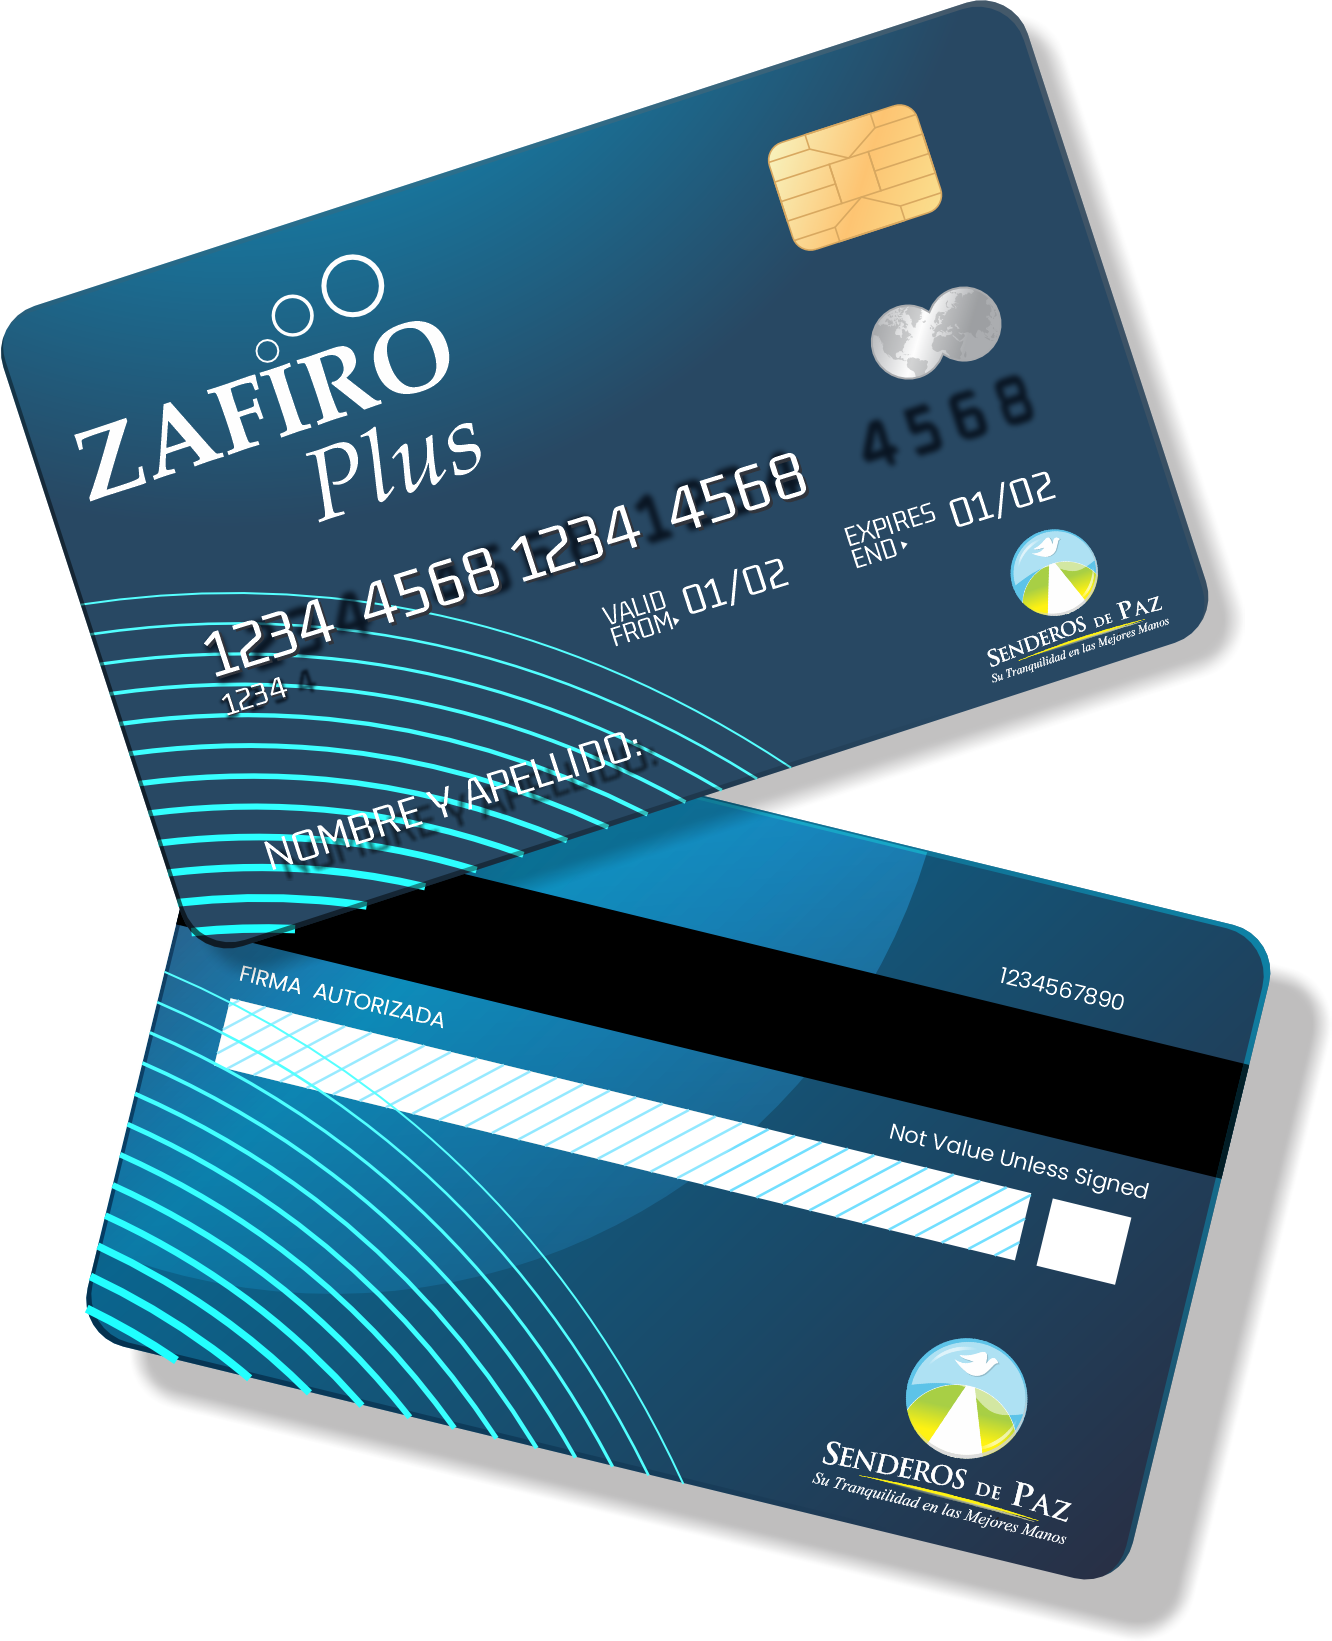 ZAFIRO
Plus
4568
1234 4568 1234 4568
1234
VALID
FROM 01/02
EXPIRES
END 01/02
NOMBRE Y APELLIDO:
SENDEROS DE PAZ
Su Tranquilidad en las Mejores Manos
1234567890
FIRMA AUTORIZADA
Not Value Unless Signed
SENDEROS DE PAZ
Su Tranquilidad en las Mejores Manos